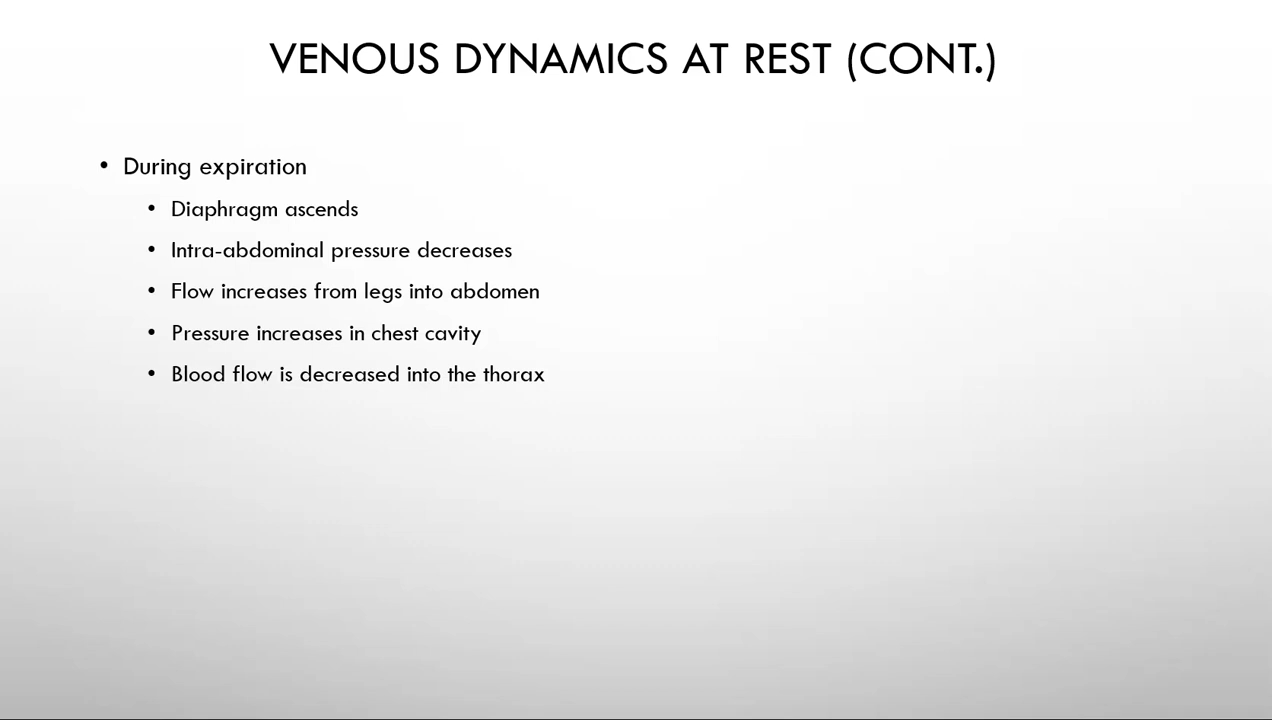 VENOUS DYNAMICS AT REST (CONT.)
• During expiration
• Diaphragm ascends
• Intra-abdominal pressure decreases
• Flow increases from legs into abdomen
• Pressure increases in chest cavity
• Blood flow is decreased into the thorax